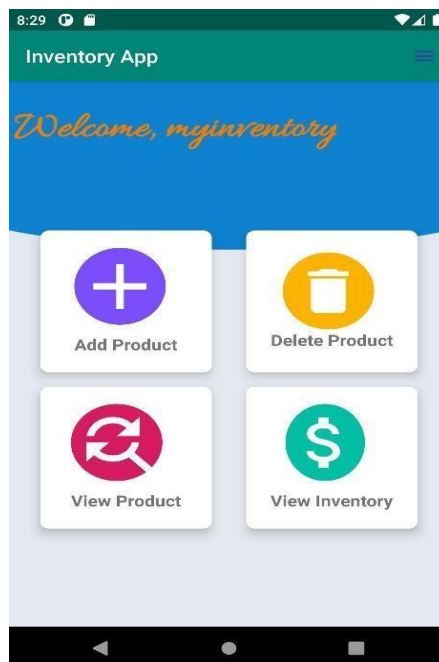 8:29
Inventory App
Welcome, myinventory
Add Product
Delete Product
View Product
View Inventory